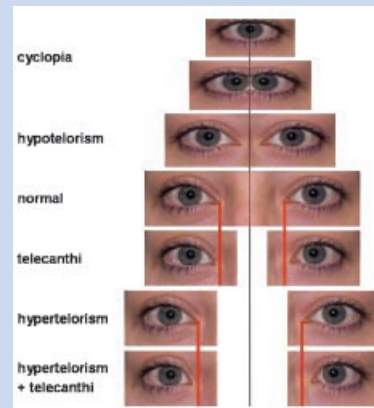 cyclopia
hypotelorism
normal
telecanthi
hypertelorism
hypertelorism
+ telecanthi